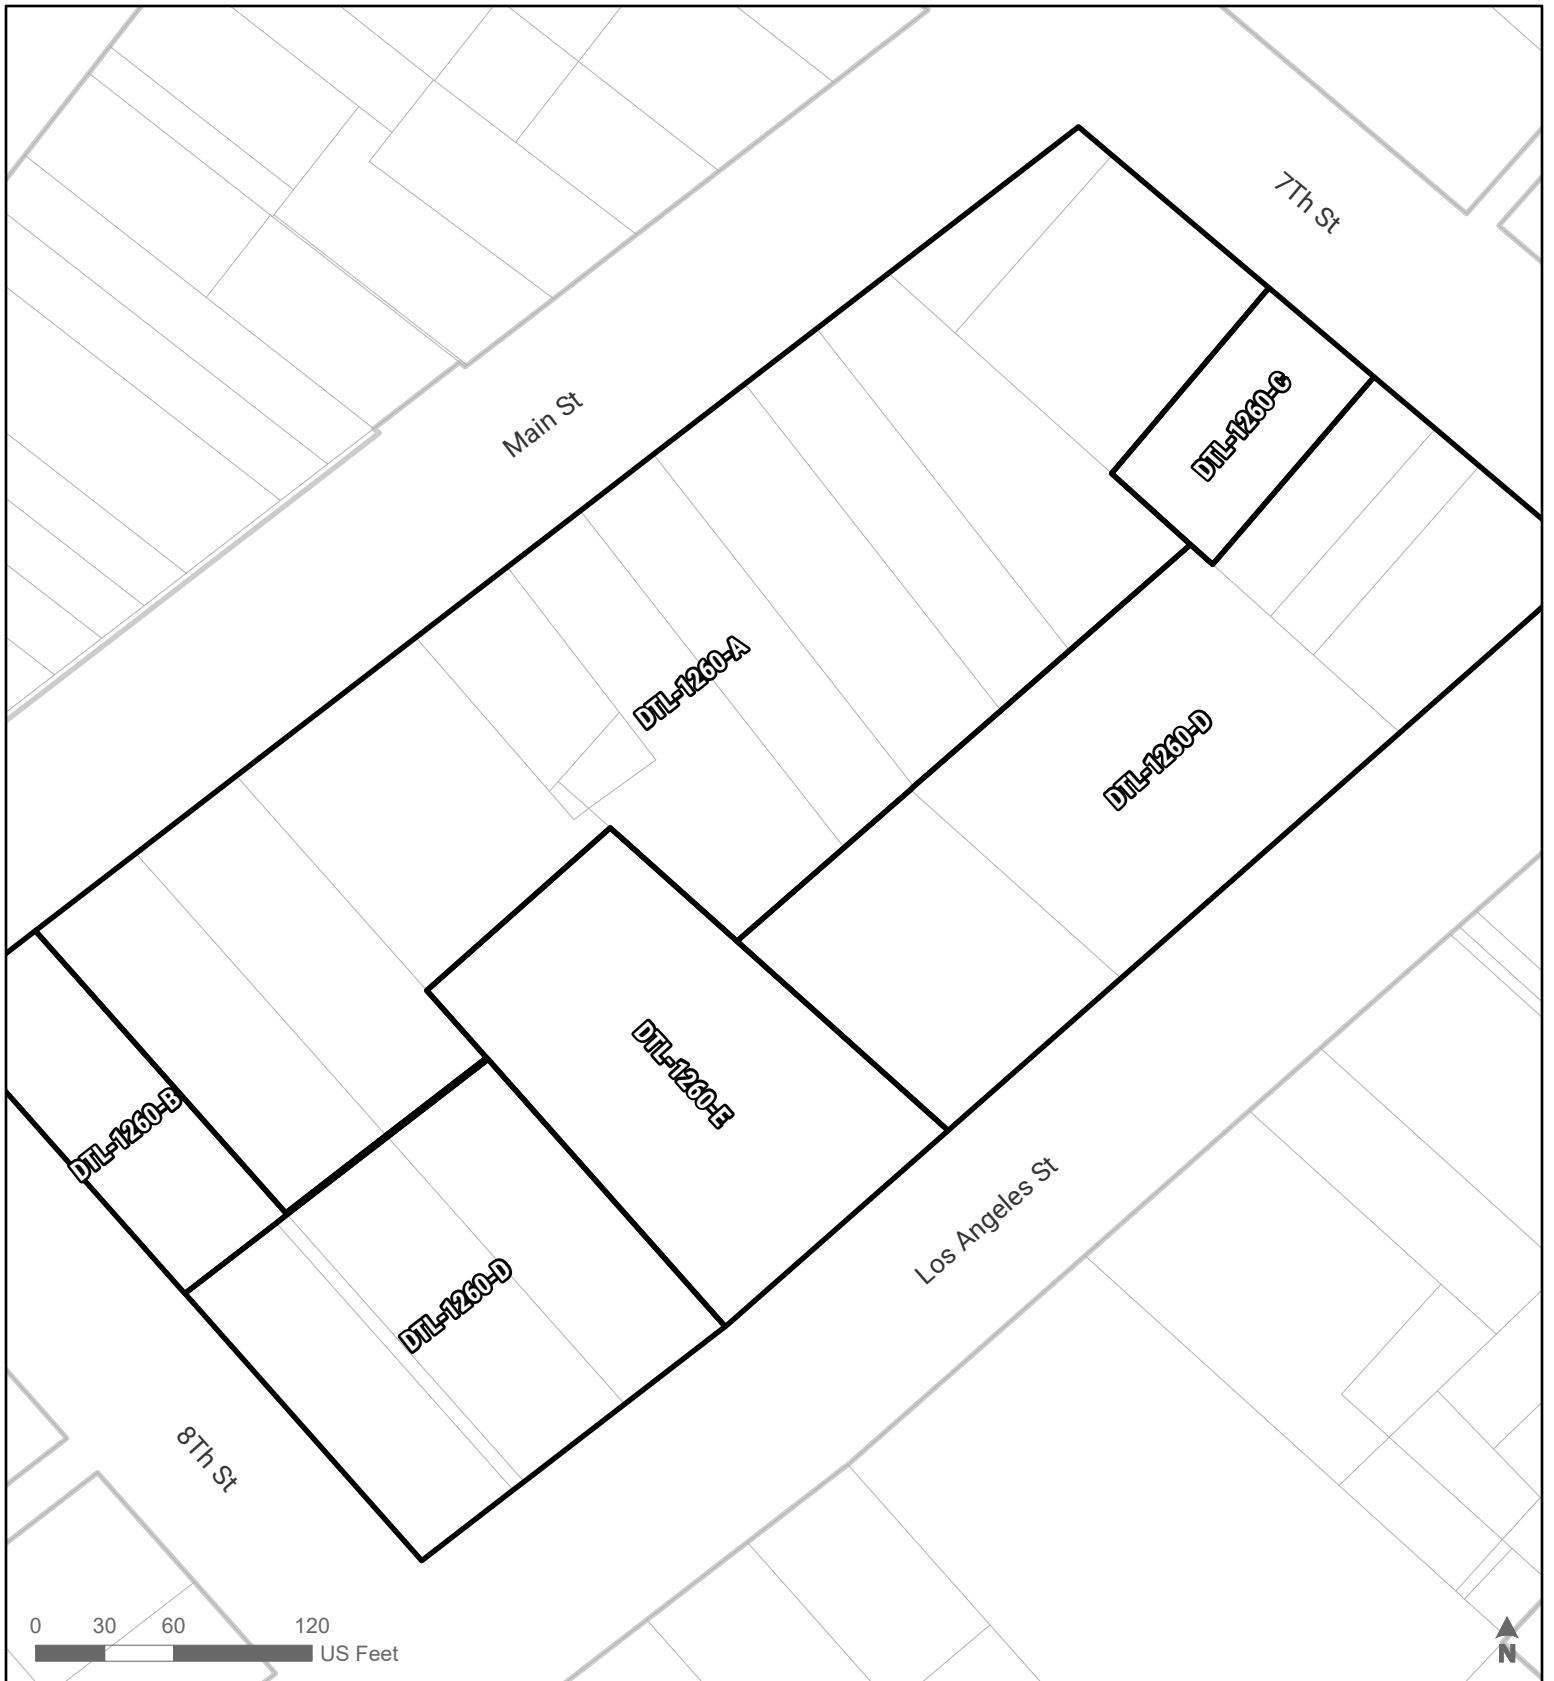 7Th St
DTL-1260-C
Main St
DTL-1260-A
DTL-1260-D
DTL-1260-E
DTL-1260-B
Los Angeles St
DTL-1260-D
8Th St
0 30 60 120
US Feet
N